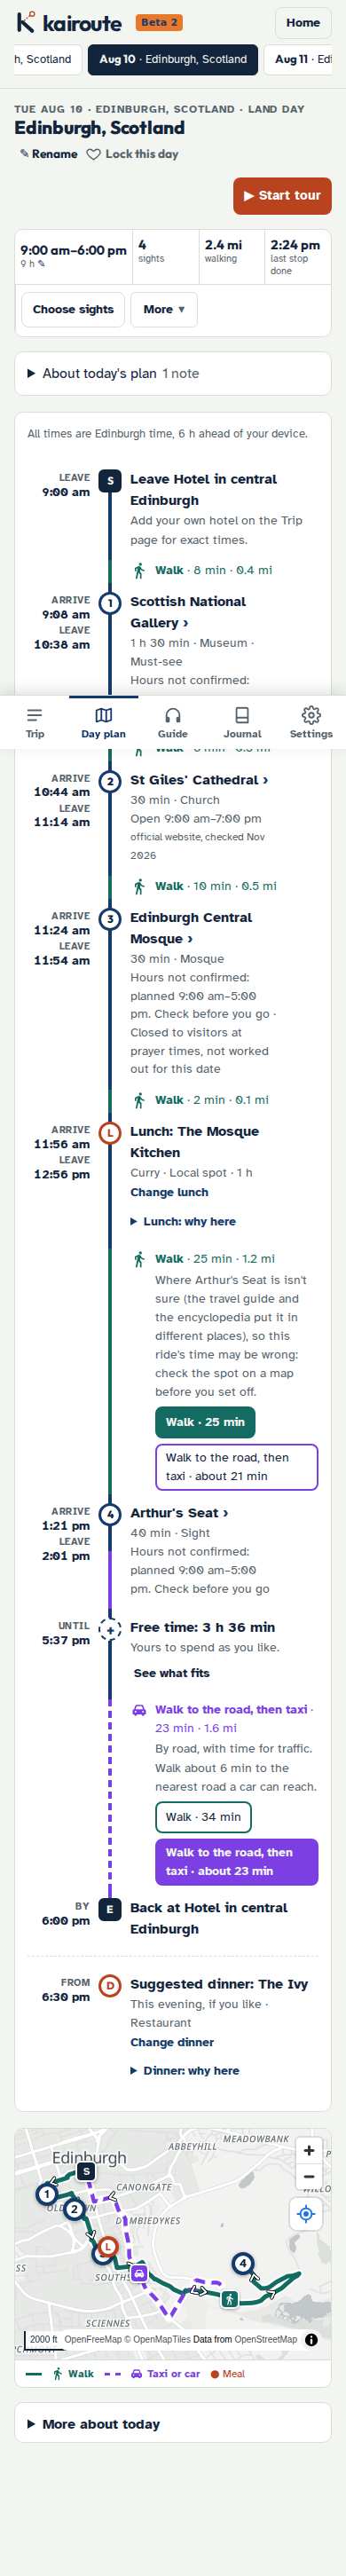 kairoute
Beta 2
Home
h, Scotland
Aug 10 · Edinburgh, Scotland
Aug 11 · Edi
TUE AUG 10 · EDINBURGH, SCOTLAND · LAND DAY
Edinburgh, Scotland
✎ Rename
Lock this day
▶ Start tour
9:00 am–6:00 pm
9 h ✎
4
sights
2.4 mi
walking
2:24 pm
last stop
done
Choose sights
More ▼
▶ About today's plan 1 note
All times are Edinburgh time, 6 h ahead of your device.
LEAVE
9:00 am
S
Leave Hotel in central
Edinburgh
Add your own hotel on the Trip
page for exact times.
Walk · 8 min · 0.4 mi
ARRIVE
9:08 am
LEAVE
10:38 am
1
Scottish National
Gallery ›
1 h 30 min · Museum ·
Must-see
Hours not confirmed:
Trip
Day plan
Guide
Journal
Settings
ARRIVE
10:44 am
LEAVE
11:14 am
2
St Giles' Cathedral ›
30 min · Church
Open 9:00 am–7:00 pm
official website, checked Nov
2026
Walk · 10 min · 0.5 mi
ARRIVE
11:24 am
LEAVE
11:54 am
3
Edinburgh Central
Mosque ›
30 min · Mosque
Hours not confirmed:
planned 9:00 am–5:00
pm. Check before you go ·
Closed to visitors at
prayer times, not worked
out for this date
Walk · 2 min · 0.1 mi
ARRIVE
11:56 am
LEAVE
12:56 pm
L
Lunch: The Mosque
Kitchen
Curry · Local spot · 1 h
Change lunch
▶ Lunch: why here
Walk · 25 min · 1.2 mi
Where Arthur's Seat is isn't
sure (the travel guide and
the encyclopedia put it in
different places), so this
ride's time may be wrong:
check the spot on a map
before you set off.
Walk · 25 min
Walk to the road, then
taxi · about 21 min
ARRIVE
1:21 pm
LEAVE
2:01 pm
4
Arthur's Seat ›
40 min · Sight
Hours not confirmed:
planned 9:00 am–5:00
pm. Check before you go
UNTIL
5:37 pm
+
Free time: 3 h 36 min
Yours to spend as you like.
See what fits
Walk to the road, then taxi ·
23 min · 1.6 mi
By road, with time for traffic.
Walk about 6 min to the
nearest road a car can reach.
Walk · 34 min
Walk to the road, then
taxi · about 23 min
BY
6:00 pm
E
Back at Hotel in central
Edinburgh
FROM
6:30 pm
D
Suggested dinner: The Ivy
This evening, if you like ·
Restaurant
Change dinner
▶ Dinner: why here
MEADOWBANK
ABBEYHILL
Edinburgh
S
CANONGATE
1
2
L
4
SCIENNES
+
−
2000 ft
OpenFreeMap © OpenMapTiles Data from OpenStreetMap
Walk
Taxi or car
Meal
▶ More about today